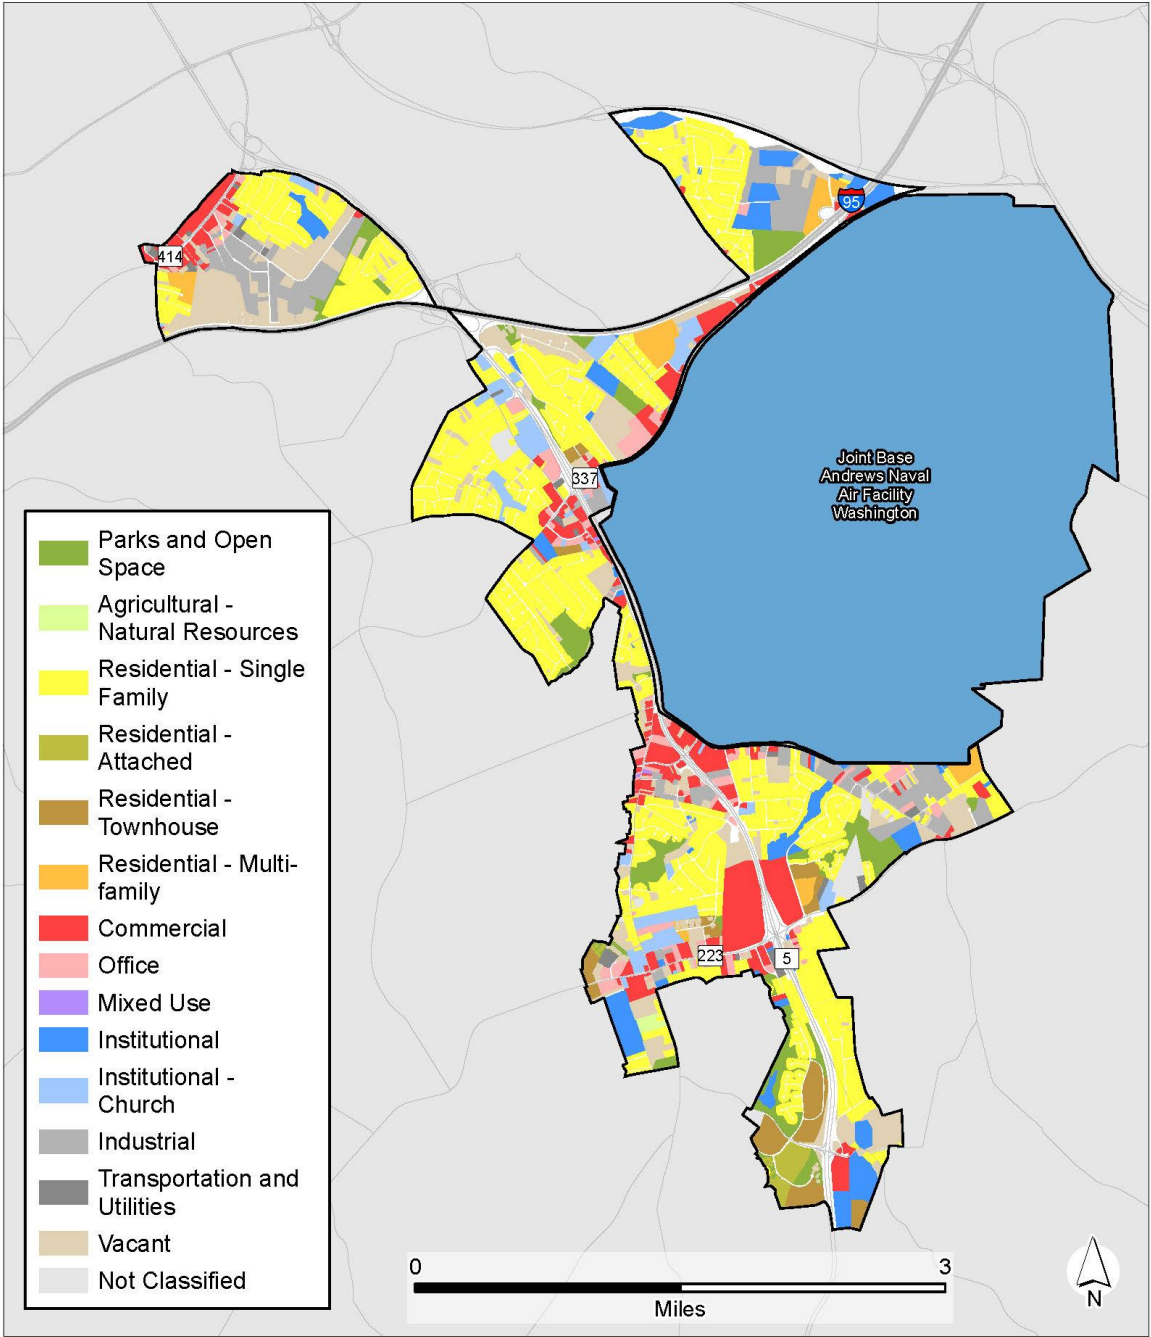 95
414
Joint Base
Andrews Naval
Air Facility
Washington
337
Parks and Open
Space
Agricultural -
Natural Resources
Residential - Single
Family
Residential -
Attached
Residential -
Townhouse
Residential - Multi-
family
Commercial
Office
Mixed Use
Institutional
Institutional -
Church
Industrial
Transportation and
Utilities
Vacant
Not Classified
223
5
0 3
Miles
N